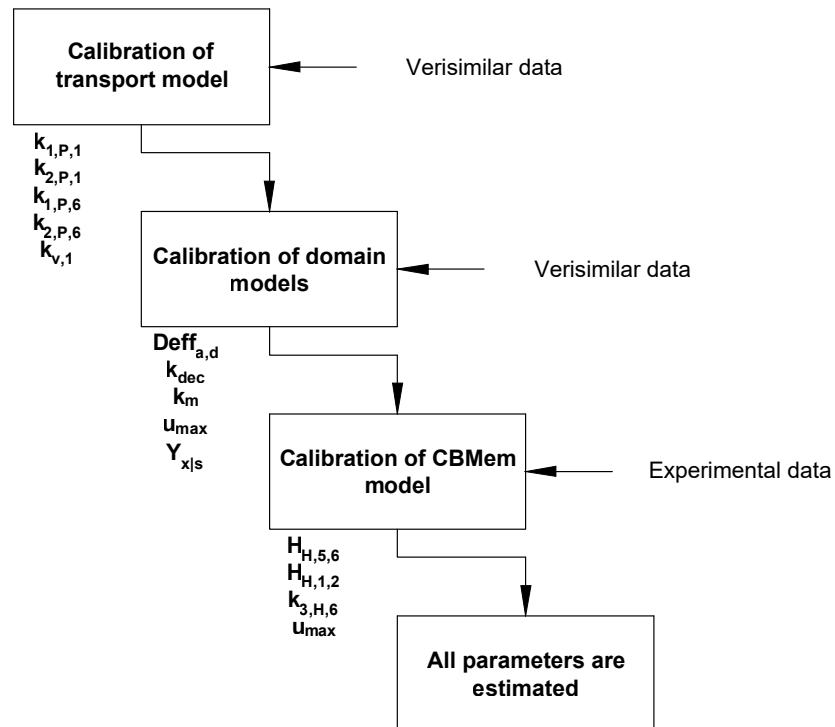 Calibration of
transport model
Verisimilar data
k1,P,1
k2,P,1
k1,P,6
k2,P,6
kv,1
Calibration of domain
models
Verisimilar data
Deffa,d
kdec
km
umax
Yx|s
Calibration of CBMem
model
Experimental data
HH,5,6
HH,1,2
k3,H,6
umax
All parameters are
estimated